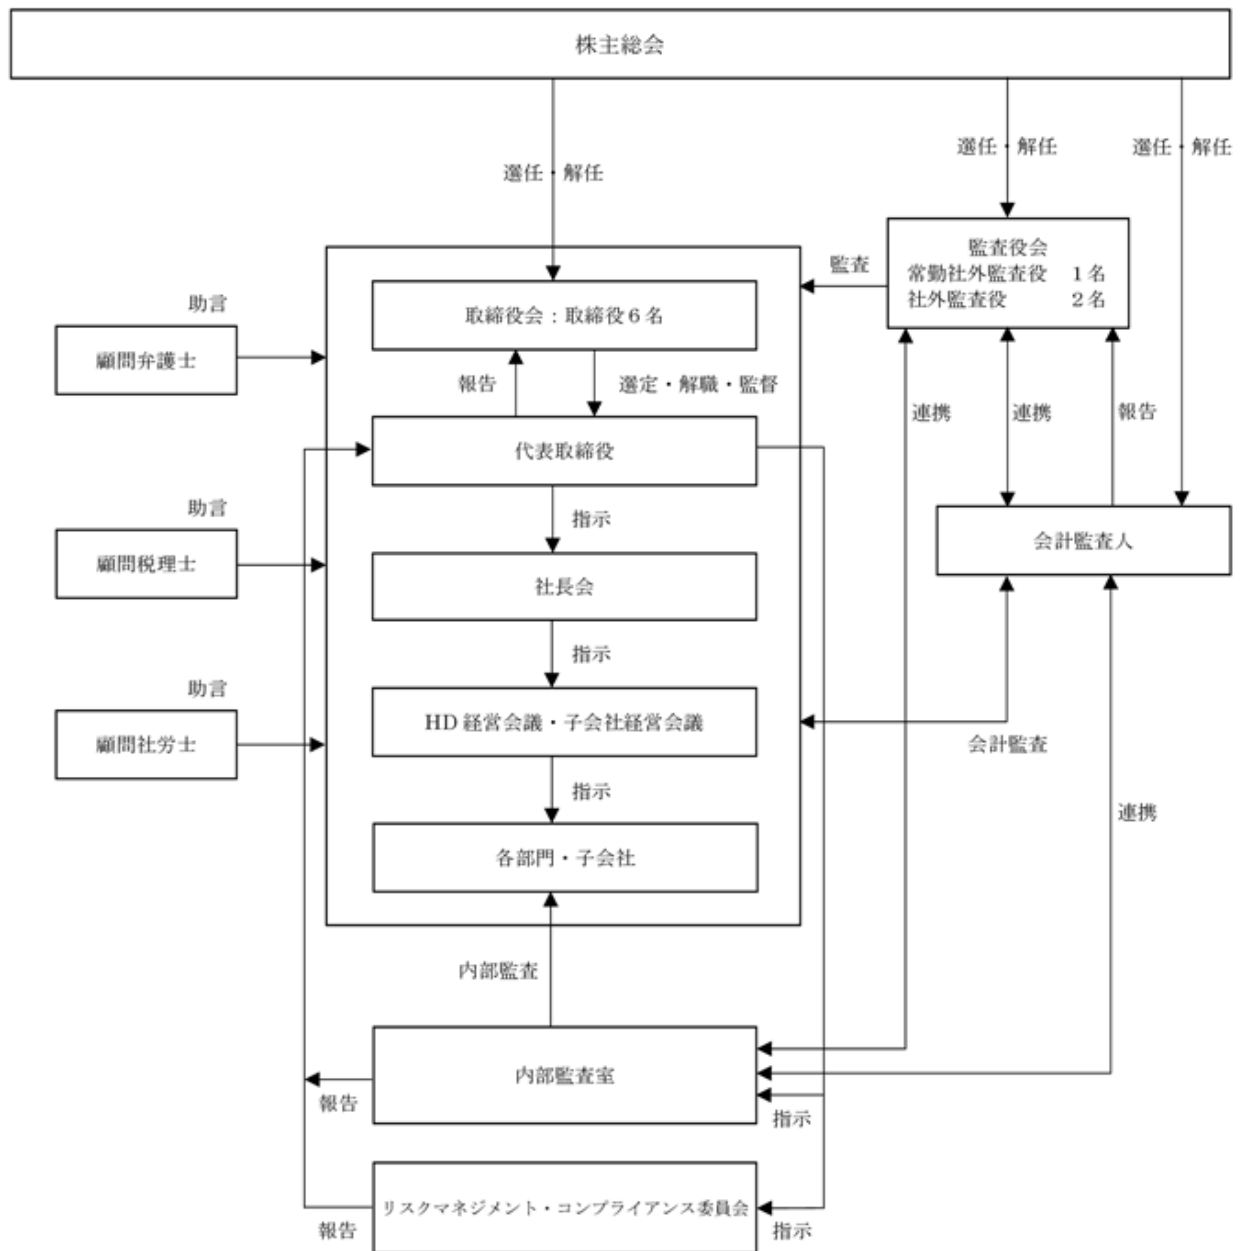 株主総会
選任・解任
選任・解任
選任・解任
監査役会
常勤社外監査役 1名
社外監査役 2名
監査
取締役会：取締役6名
助言
顧問弁護士
報告
選定・解職・監督
連携
連携
報告
代表取締役
助言
指示
顧問税理士
社長会
会計監査人
指示
助言
顧問社労士
HD 経営会議・子会社経営会議
会計監査
指示
連携
各部門・子会社
内部監査
内部監査室
報告
指示
リスクマネジメント・コンプライアンス委員会
報告
指示